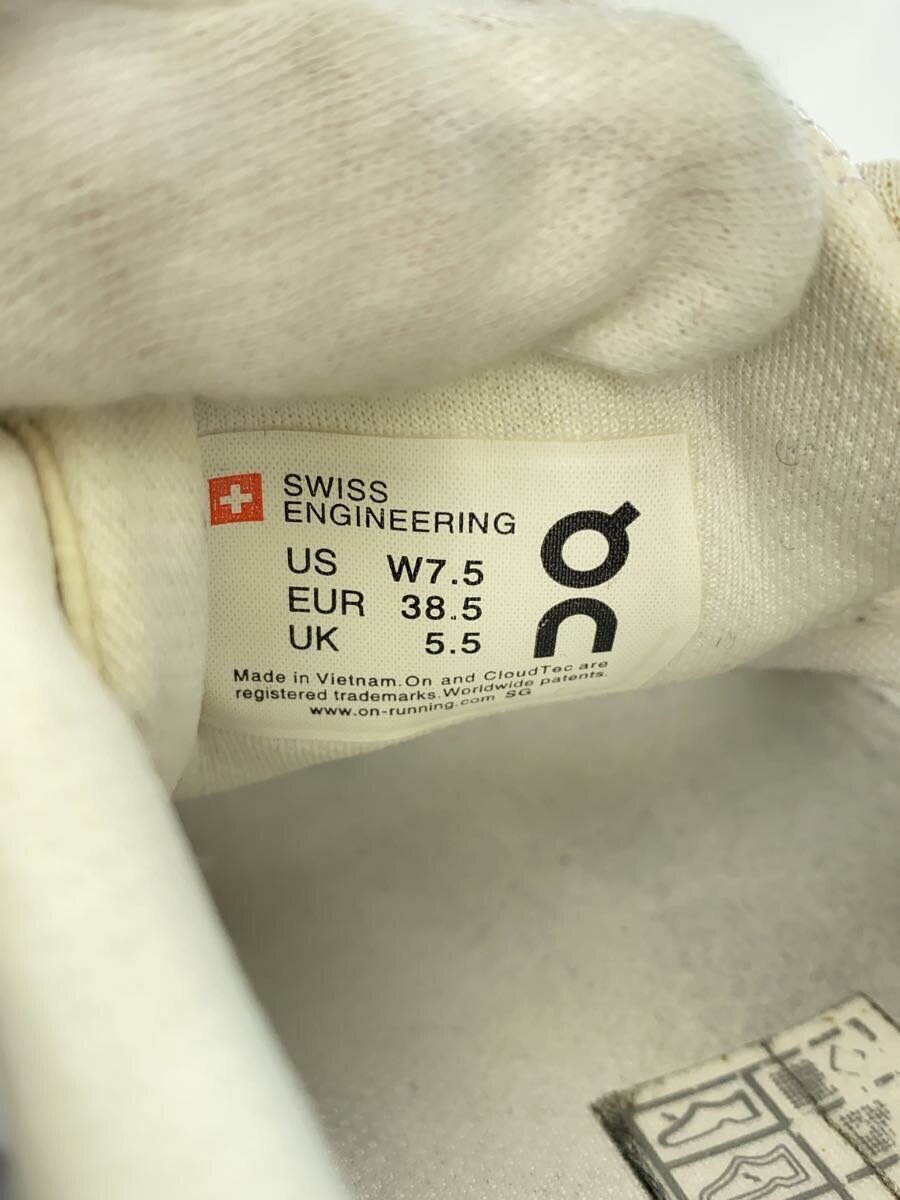 SWISS
ENGINEERING
US W7.5
EUR 38.5
UK 5.5
Made in Vietnam. On and CloudTec are
registered trademarks. Worldwide patents.
www.on-running.com SG